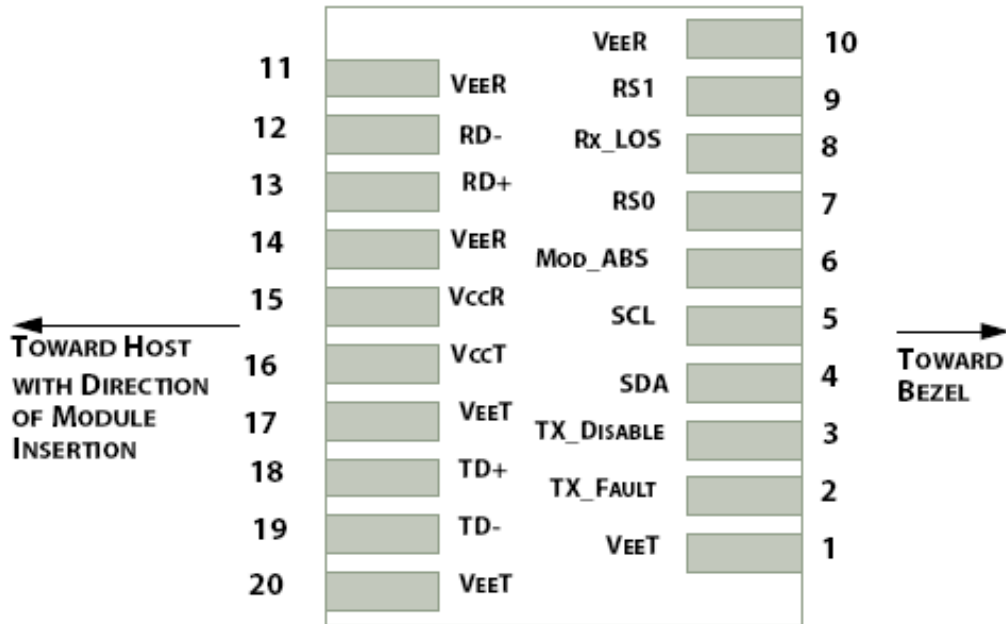 VEER 10
11 VEER
RS1 9
12 RD-
Rx_LOS 8
13 RD+
RS0 7
14 VEER
MOD_ABS 6
15 VCCR
SCL 5
TOWARD HOST
WITH DIRECTION
OF MODULE
INSERTION
16 VCCT
SDA 4
TOWARD
BEZEL
17 VEET
TX_DISABLE 3
18 TD+
TX_FAULT 2
19 TD-
VEET 1
20 VEET